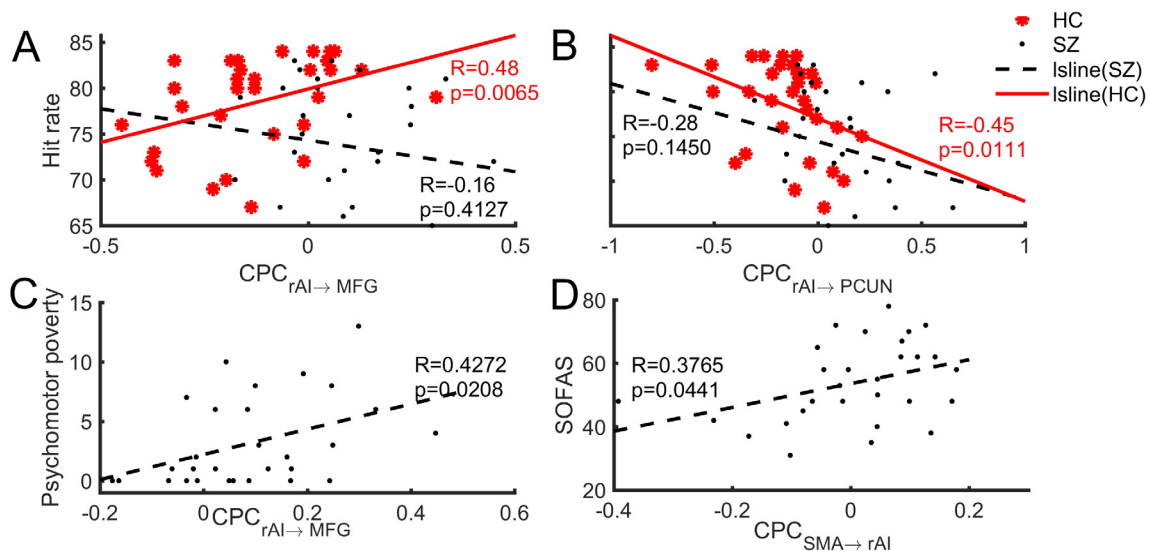 A
85
80
75
70
65
Hit rate
R=0.48
p=0.0065
R=-0.16
p=0.4127
-0.5
0
0.5
CPC rAI→ MFG
B
R=-0.28
p=0.1450
R=-0.45
p=0.0111
-1
-0.5
0
0.5
1
CPC rAI→ PCUN
HC
SZ
lsline(SZ)
lsline(HC)
C
15
10
5
0
Psychomotor poverty
R=0.4272
p=0.0208
-0.2
0
0.2
0.4
0.6
CPC rAI→ MFG
D
80
60
40
20
SOFAS
R=0.3765
p=0.0441
-0.4
-0.2
0
0.2
CPC SMA→ rAI